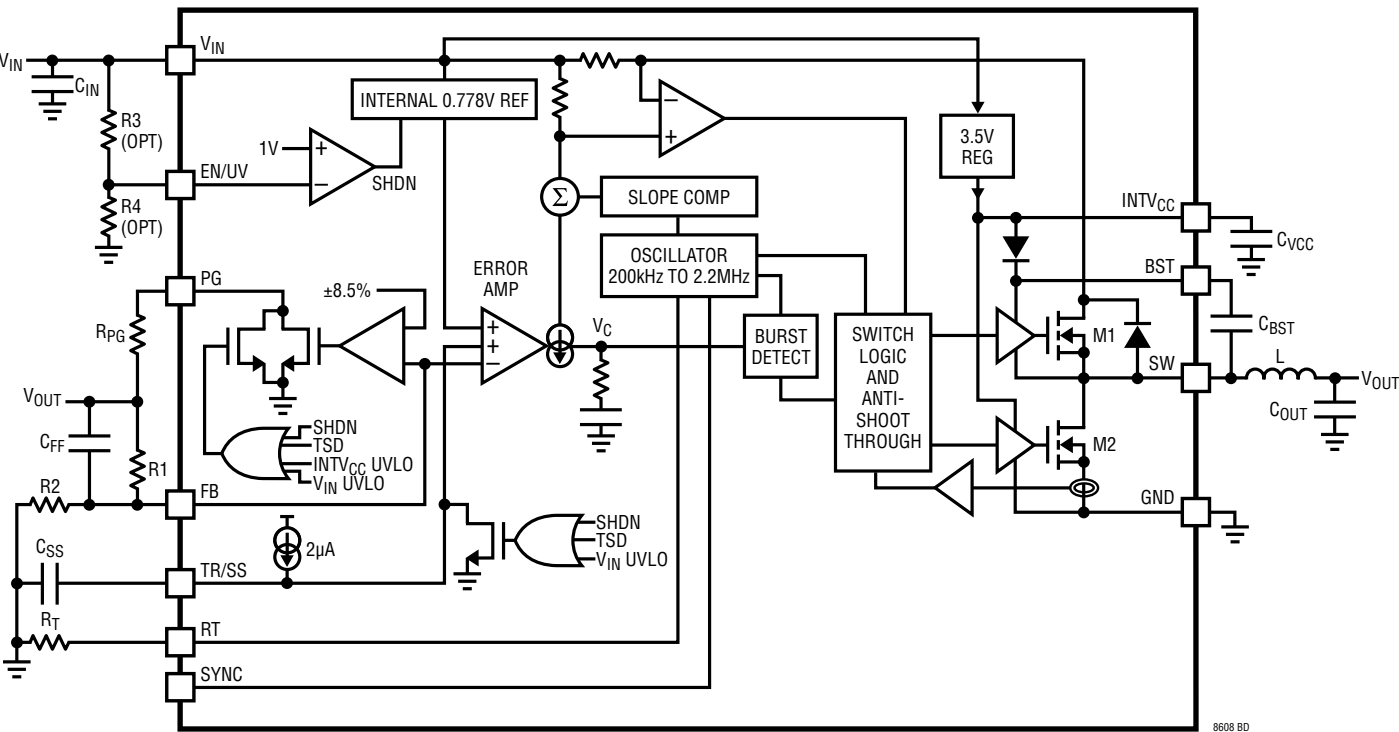 VIN
VIN
CIN
R3
(OPT)
INTERNAL 0.778V REF
–
+
3.5V
REG
1V
+
–
SHDN
EN/UV
R4
(OPT)
Σ
SLOPE COMP
OSCILLATOR
200kHz TO 2.2MHz
INTVCC
CVCC
BST
CBST
PG
RPG
±8.5%
ERROR
AMP
+
+
–
VC
BURST
DETECT
SWITCH
LOGIC
AND
ANTI-
SHOOT
THROUGH
M1
SW
L
VOUT
COUT
M2
GND
VOUT
CFF
R1
R2
FB
SHDN
TSD
INTVCC UVLO
VIN UVLO
SHDN
TSD
VIN UVLO
CSS
2µA
TR/SS
RT
RT
SYNC
8608 BD